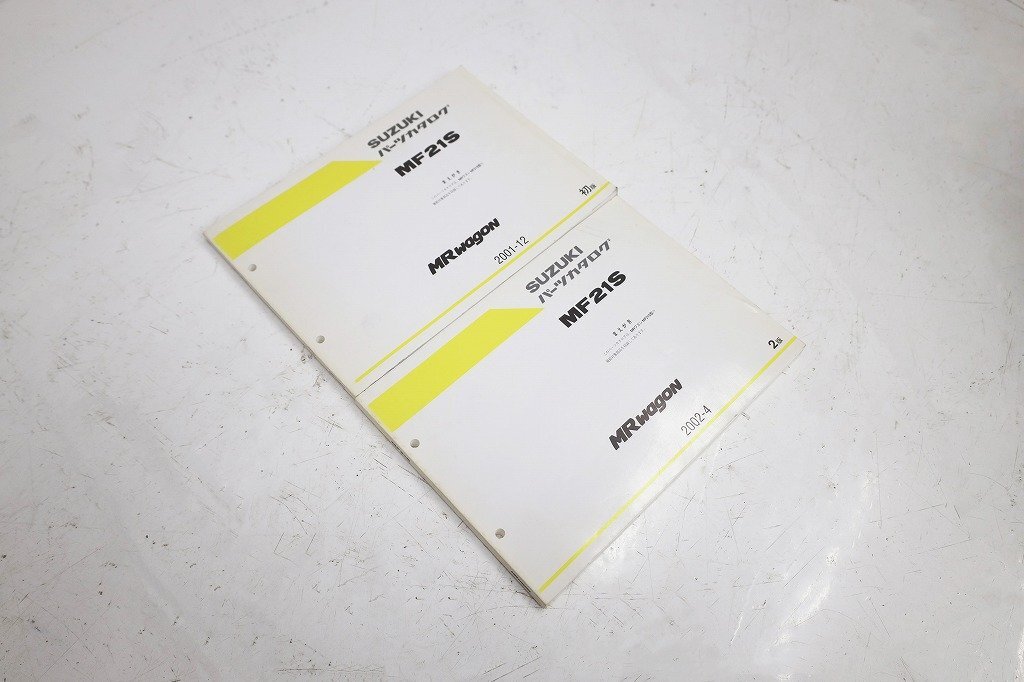 SUZUKI
パーツカタログ
MF21S
MRwagon
2001-12
初版
SUZUKI
パーツカタログ
MF21S
MRwagon
2002-4
2版